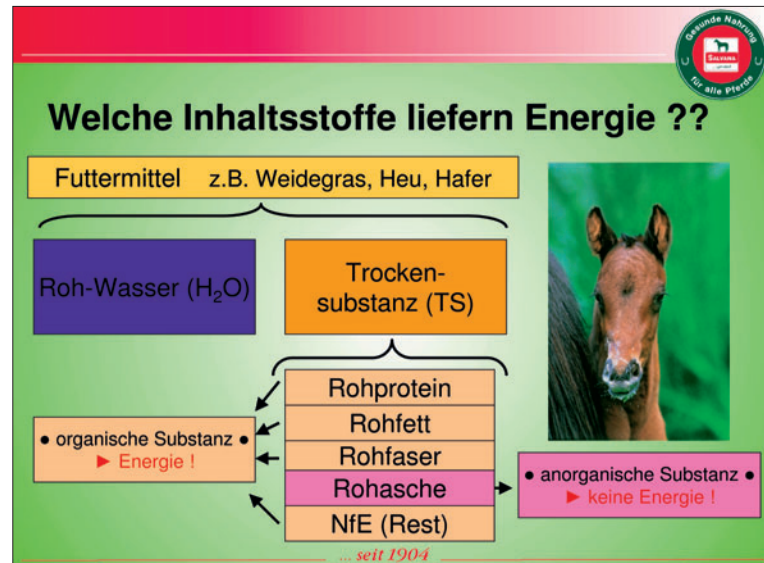 Gesunde Nahrung
SALVANA
für alle Pferde
Welche Inhaltsstoffe liefern Energie ??
Futtermittel z.B. Weidegras, Heu, Hafer
Roh-Wasser (H₂O)
Trocken-
substanz (TS)
Rohprotein
Rohfett
Rohfaser
Rohasche
NfE (Rest)
● organische Substanz ●
► Energie !
● anorganische Substanz ●
► keine Energie !
... seit 1904